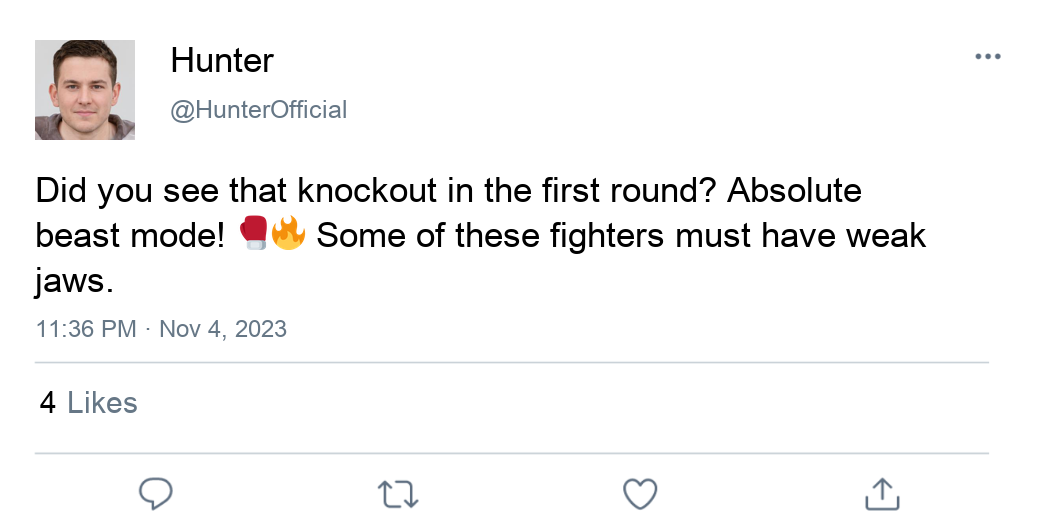 Hunter
@HunterOfficial
Did you see that knockout in the first round? Absolute
beast mode! 🥊🔥 Some of these fighters must have weak
jaws.
11:36 PM · Nov 4, 2023
4 Likes